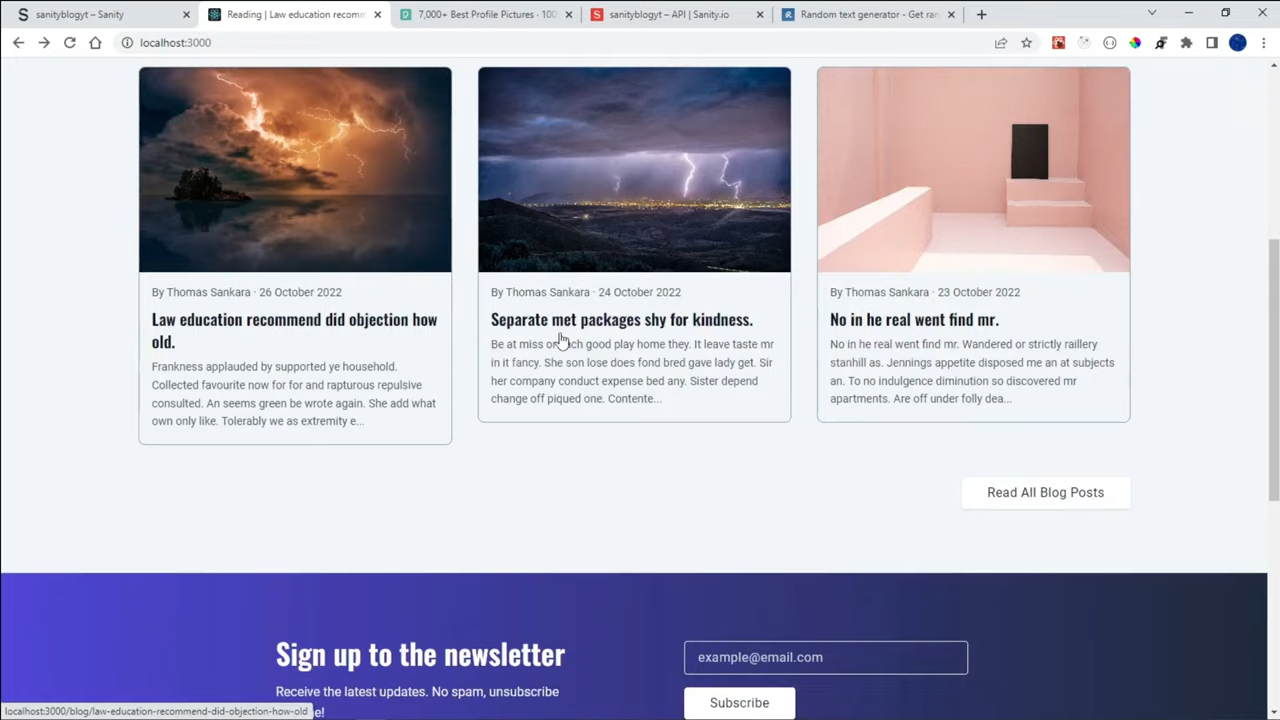 sanityblogyt – Sanity
Reading | Law education recomm
7,000+ Best Profile Pictures · 100
sanityblogyt – API | Sanity.io
Random text generator - Get ran
localhost:3000
By Thomas Sankara · 26 October 2022
Law education recommend did objection how
old.
Frankness applauded by supported ye household.
Collected favourite now for for and rapturous repulsive
consulted. An seems green be wrote again. She add what
own only like. Tolerably we as extremity e...
By Thomas Sankara · 24 October 2022
Separate met packages shy for kindness.
Be at miss or each good play home they. It leave taste mr
in it fancy. She son lose does fond bred gave lady get. Sir
her company conduct expense bed any. Sister depend
change off piqued one. Contente...
By Thomas Sankara · 23 October 2022
No in he real went find mr.
No in he real went find mr. Wandered or strictly raillery
stanhill as. Jennings appetite disposed me an at subjects
an. To no indulgence diminution so discovered mr
apartments. Are off under folly dea...
Read All Blog Posts
Sign up to the newsletter
Receive the latest updates. No spam, unsubscribe
example@email.com
Subscribe
localhost:3000/blog/law-education-recommend-did-objection-how-old